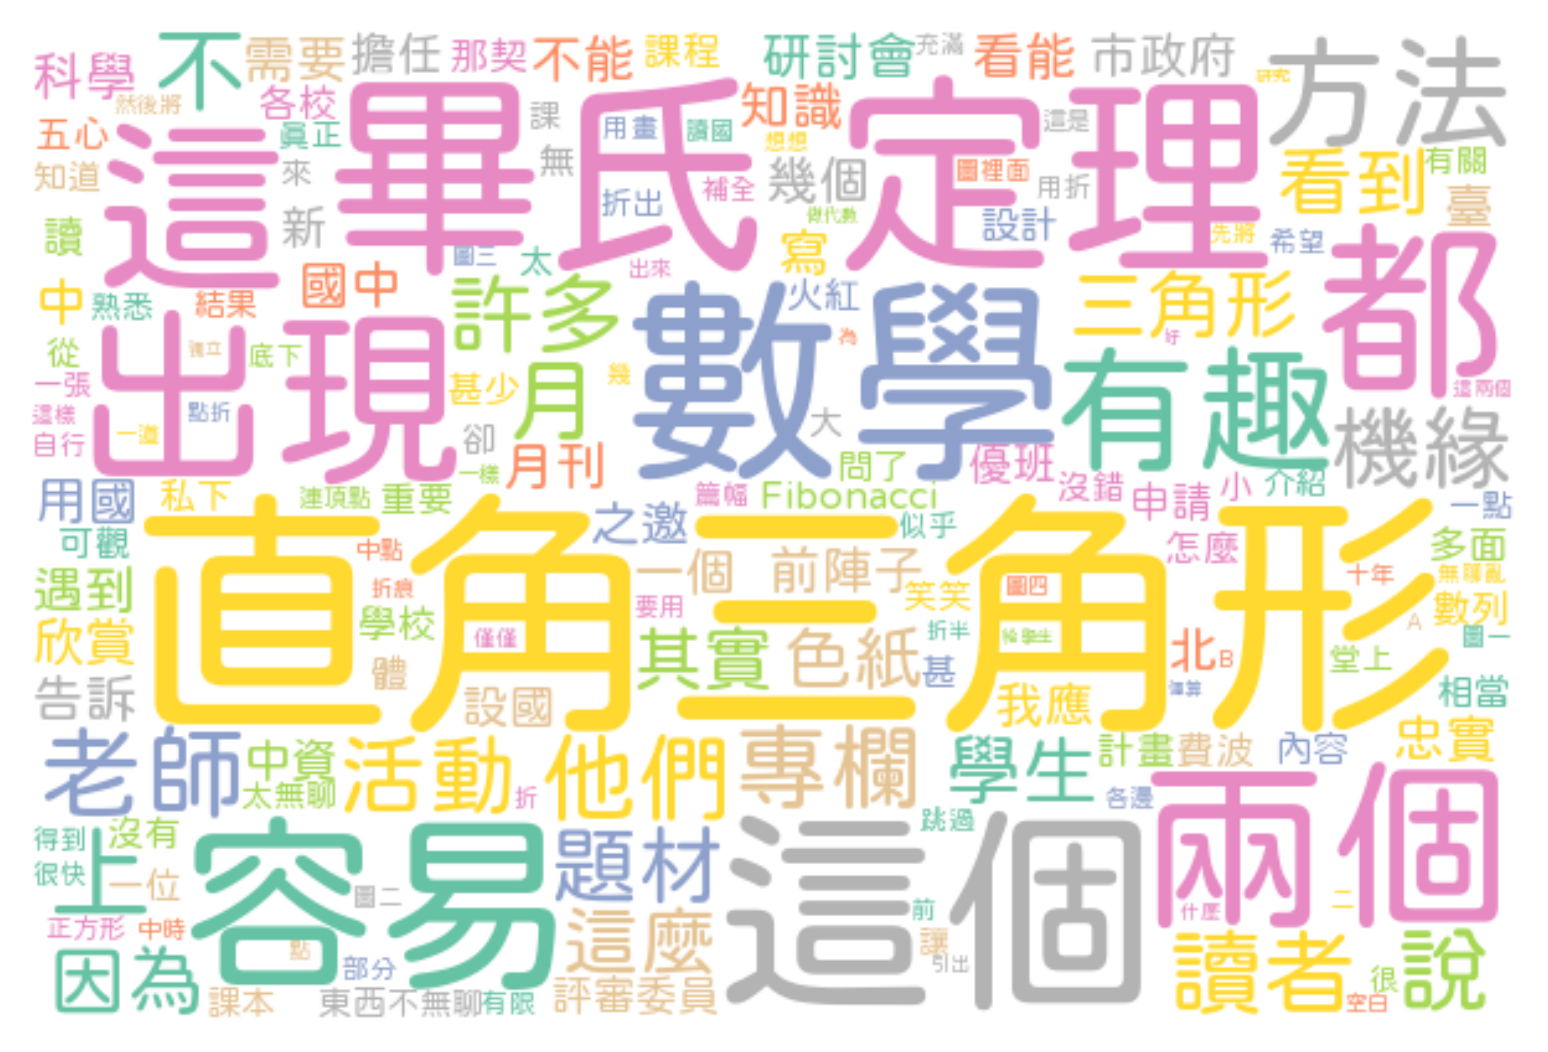 科學 不 需要 擔任 那契 不能 課程 研討會 充滿 看能 市政府 研究 方法
然後將 各校 畢氏定理 課 用畫 讀國 知識 想想 這是
五心 這 真正 無 看到 有關
知道 來 折出 補全 幾個 圖裡面 用折 臺
讀 新 圖三 太 出來 寫 設計 先將 希望 都
中 熟悉 結果 國中 許多 數學 火紅 三角形
從 出現 獨立 底下 為 好 有趣
一張 點折 甚少 月 幾 這兩個
這樣 一道 卻 大 機緣
自行 一樣 月刊 問了 優班
用國 私下 連頂點 重要 篇幅 Fibonacci 沒錯 申請 小 介紹 一點
可觀 直角三角形 中點 之邀 似乎 怎麼 多面
遇到 折痕 一個 前陣子 笑笑 圖四 十年 無聊亂
欣賞 學校 僅僅 要用 折半 A 數列
體 其實 色紙 甚 北 B 堂上 圖一
告訴 設國 我應 相當
老師 中資 活動 他們 專欄 學生 計畫 費波 內容 忠實
太無聊 折 各邊
得到 沒有 容易 題材 這個 跳過 兩個
很快 上 一位 圖二 前 什麼 二
正方形 中時 點 這麼 讓 讀者 說
因為 部分 引出 很
課本 東西不無聊 有限 評審委員 空白